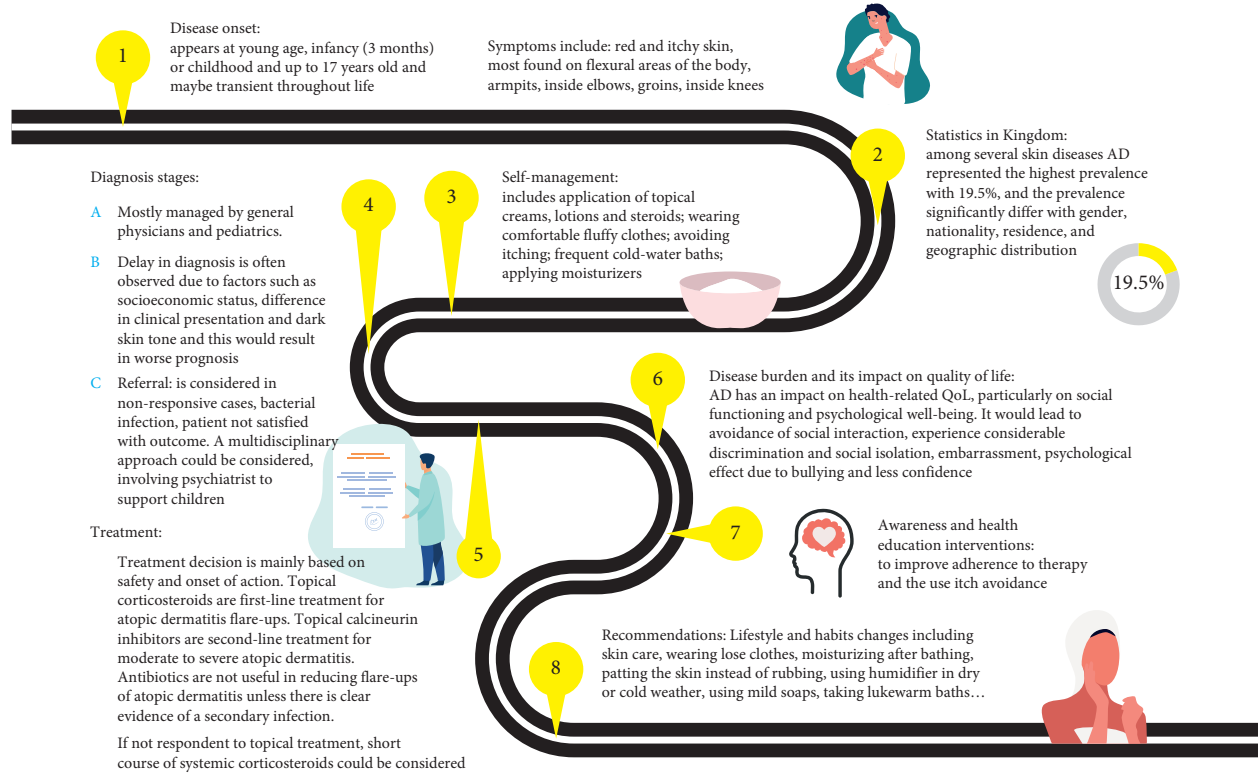 1
Disease onset:
appears at young age, infancy (3 months)
or childhood and up to 17 years old and
maybe transient throughout life
Symptoms include: red and itchy skin,
most found on flexural areas of the body,
armpits, inside elbows, groins, inside knees
2
Statistics in Kingdom:
among several skin diseases AD
represented the highest prevalence
with 19.5%, and the prevalence
significantly differ with gender,
nationality, residence, and
geographic distribution
19.5%
3
Self-management:
includes application of topical
creams, lotions and steroids; wearing
comfortable fluffy clothes; avoiding
itching; frequent cold-water baths;
applying moisturizers
4
Diagnosis stages:
A Mostly managed by general
physicians and pediatrics.
B Delay in diagnosis is often
observed due to factors such as
socioeconomic status, difference
in clinical presentation and dark
skin tone and this would result
in worse prognosis
C Referral: is considered in
non-responsive cases, bacterial
infection, patient not satisfied
with outcome. A multidisciplinary
approach could be considered,
involving psychiatrist to
support children
5
Treatment:
Treatment decision is mainly based on
safety and onset of action. Topical
corticosteroids are first-line treatment for
atopic dermatitis flare-ups. Topical calcineurin
inhibitors are second-line treatment for
moderate to severe atopic dermatitis.
Antibiotics are not useful in reducing flare-ups
of atopic dermatitis unless there is clear
evidence of a secondary infection.
If not respondent to topical treatment, short
course of systemic corticosteroids could be considered
6
Disease burden and its impact on quality of life:
AD has an impact on health-related QoL, particularly on social
functioning and psychological well-being. It would lead to
avoidance of social interaction, experience considerable
discrimination and social isolation, embarrassment, psychological
effect due to bullying and less confidence
7
Awareness and health
education interventions:
to improve adherence to therapy
and the use itch avoidance
8
Recommendations: Lifestyle and habits changes including
skin care, wearing lose clothes, moisturizing after bathing,
patting the skin instead of rubbing, using humidifier in dry
or cold weather, using mild soaps, taking lukewarm baths…